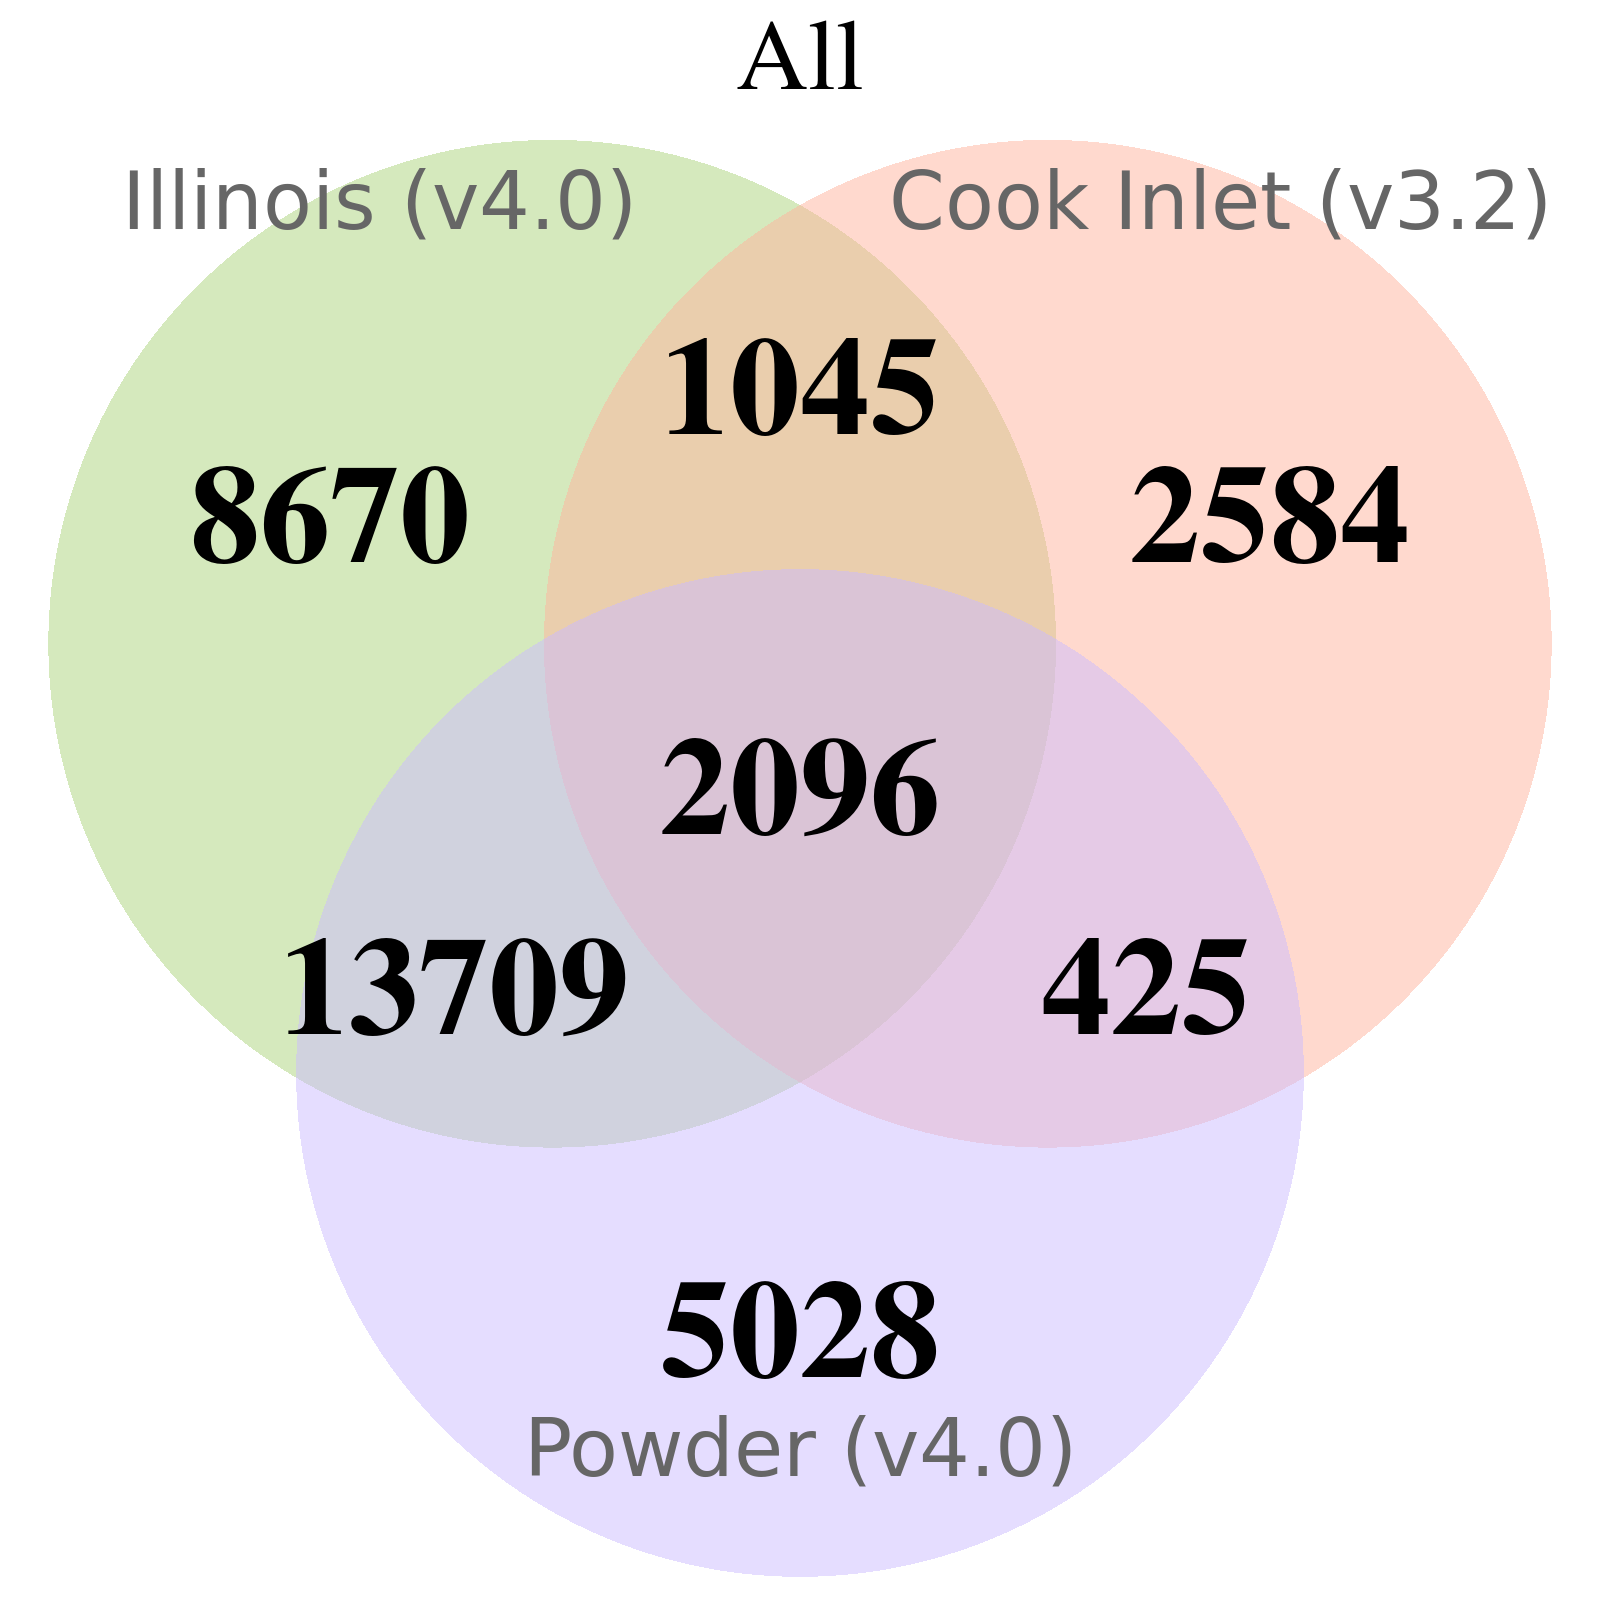 All
Illinois (v4.0)
Cook Inlet (v3.2)
1045
8670
2584
2096
13709
425
5028
Powder (v4.0)